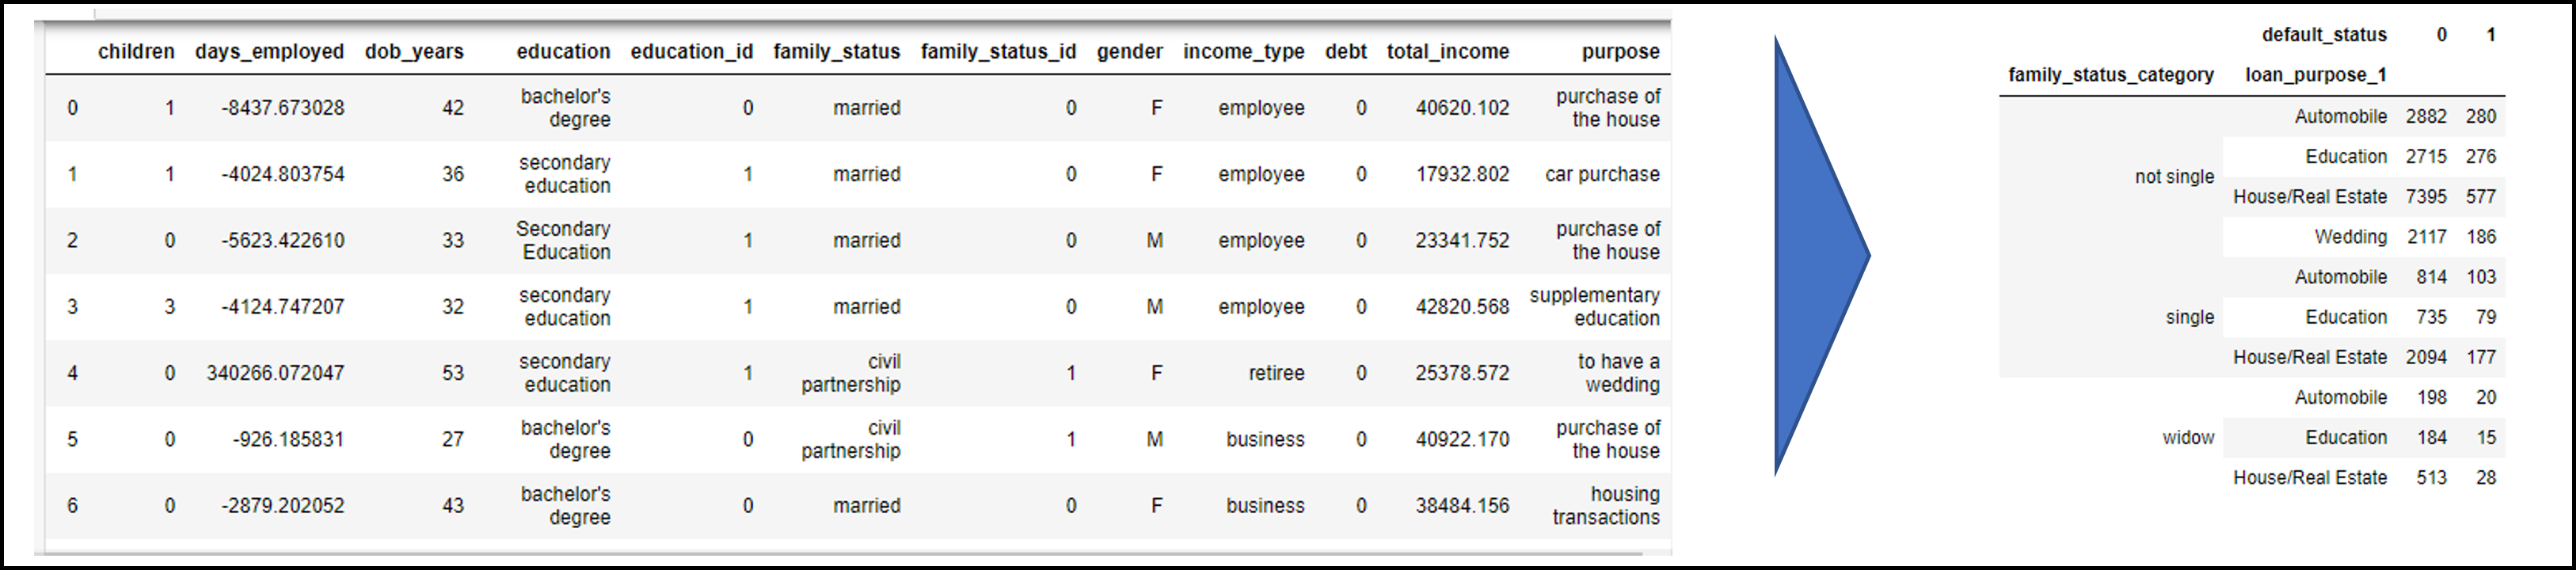 children days_employed dob_years education education_id family_status family_status_id gender income_type debt total_income purpose
0 1 -8437.673028 42 bachelor's degree 0 married 0 F employee 0 40620.102 purchase of the house
1 1 -4024.803754 36 secondary education 1 married 0 F employee 0 17932.802 car purchase
2 0 -5623.422610 33 Secondary Education 1 married 0 M employee 0 23341.752 purchase of the house
3 3 -4124.747207 32 secondary education 1 married 0 M employee 0 42820.568 supplementary education
4 0 340266.072047 53 secondary education 1 civil partnership 1 F retiree 0 25378.572 to have a wedding
5 0 -926.185831 27 bachelor's degree 0 civil partnership 1 M business 0 40922.170 purchase of the house
6 0 -2879.202052 43 bachelor's degree 0 married 0 F business 0 38484.156 housing transactions
default_status 0 1
family_status_category loan_purpose_1
not single Automobile 2882 280
Education 2715 276
House/Real Estate 7395 577
Wedding 2117 186
single Automobile 814 103
Education 735 79
House/Real Estate 2094 177
widow Automobile 198 20
Education 184 15
House/Real Estate 513 28